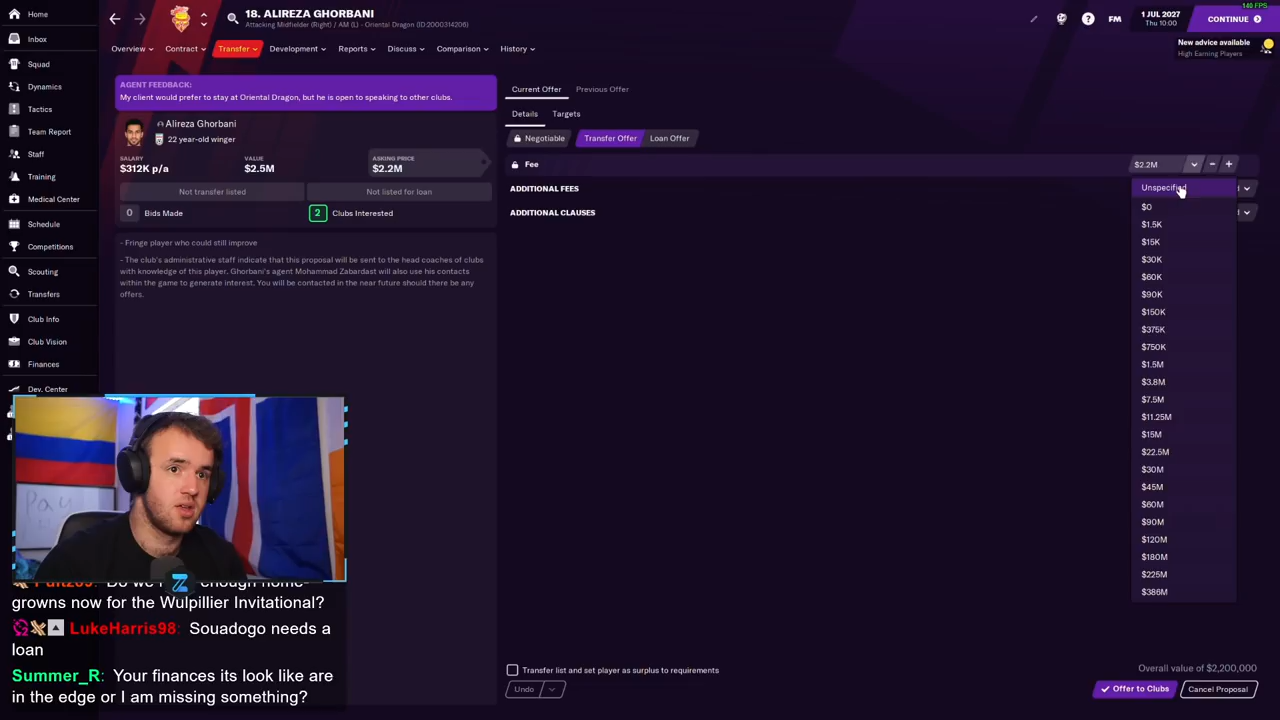 140 FPS
Home
Inbox
Squad
Dynamics
Tactics
Team Report
Staff
Training
Medical Center
Schedule
Competitions
Scouting
Transfers
Club Info
Club Vision
Finances
Dev. Center
18. ALIREZA GHORBANI
Attacking Midfielder (Right) / AM (L) - Oriental Dragon (ID:2000314206)
FM
1 JUL 2027
Thu 10:00
CONTINUE
New advice available
High Earning Players
Overview
Contract
Transfer
Development
Reports
Discuss
Comparison
History
AGENT FEEDBACK:
My client would prefer to stay at Oriental Dragon, but he is open to speaking to other clubs.
Alireza Ghorbani
22 year-old winger
SALARY
$312K p/a
VALUE
$2.5M
ASKING PRICE
$2.2M
Not transfer listed
Not listed for loan
0 Bids Made
2 Clubs Interested
- Fringe player who could still improve
- The club's administrative staff indicate that this proposal will be sent to the head coaches of clubs
with knowledge of this player. Ghorbani's agent Mohammad Zabardast will also use his contacts
within the game to generate interest. You will be contacted in the near future should there be any
offers.
Current Offer
Previous Offer
Details
Targets
Negotiable
Transfer Offer
Loan Offer
Fee
$2.2M
ADDITIONAL FEES
ADDITIONAL CLAUSES
Unspecified
$0
$1.5K
$15K
$30K
$60K
$90K
$150K
$375K
$750K
$1.5M
$3.8M
$7.5M
$11.25M
$15M
$22.5M
$30M
$45M
$60M
$90M
$120M
$180M
$225M
$386M
growns now for the Wulpillier Invitational?
LukeHarris98: Souadogo needs a
loan
Summer_R: Your finances its look like are
in the edge or I am missing something?
Transfer list and set player as surplus to requirements
Undo
Overall value of $2,200,000
Offer to Clubs
Cancel Proposal